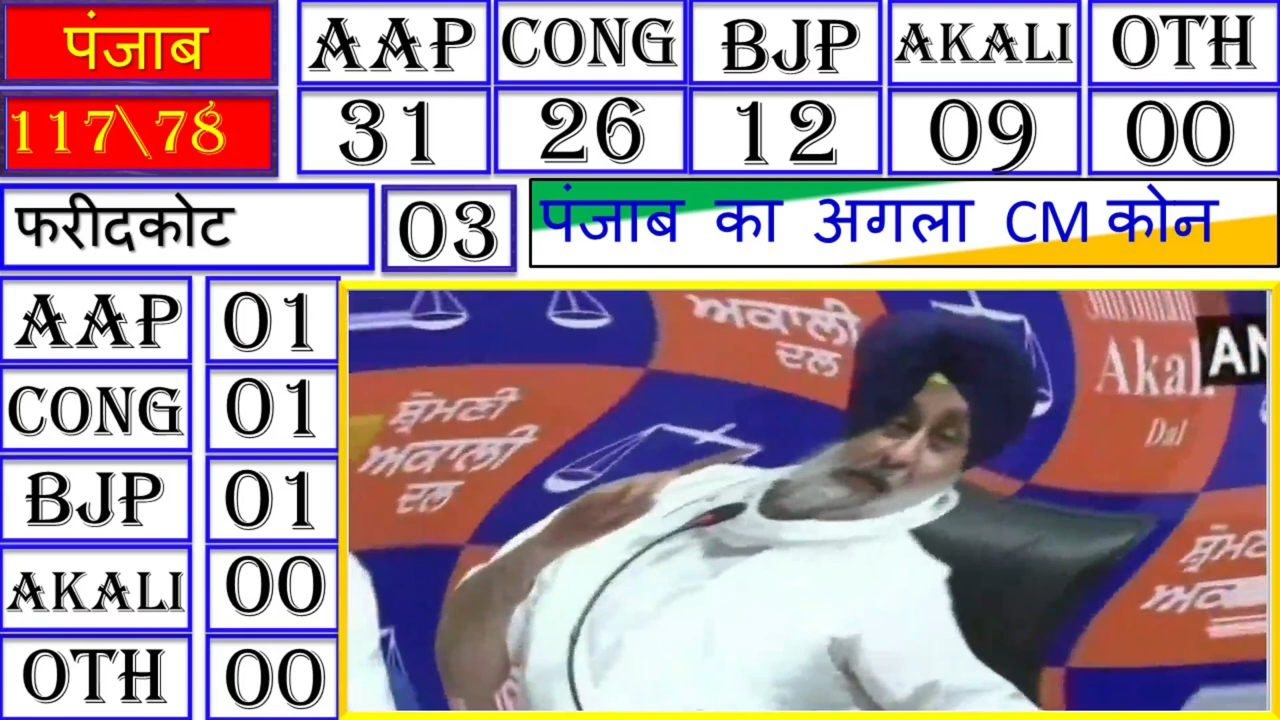 पंजाब
AAP CONG BJP AKALI OTH
117\78
31 26 12 09 00
फरीदकोट 03
पंजाब का अगला CM कोन
AAP 01
CONG 01
BJP 01
AKALI 00
OTH 00
ਅਕਾਲੀ
ਦਲ
Akal
Dal
AN
ਸ਼੍ਰੋਮਣੀ
ਅਕਾਲੀ
ਦਲ